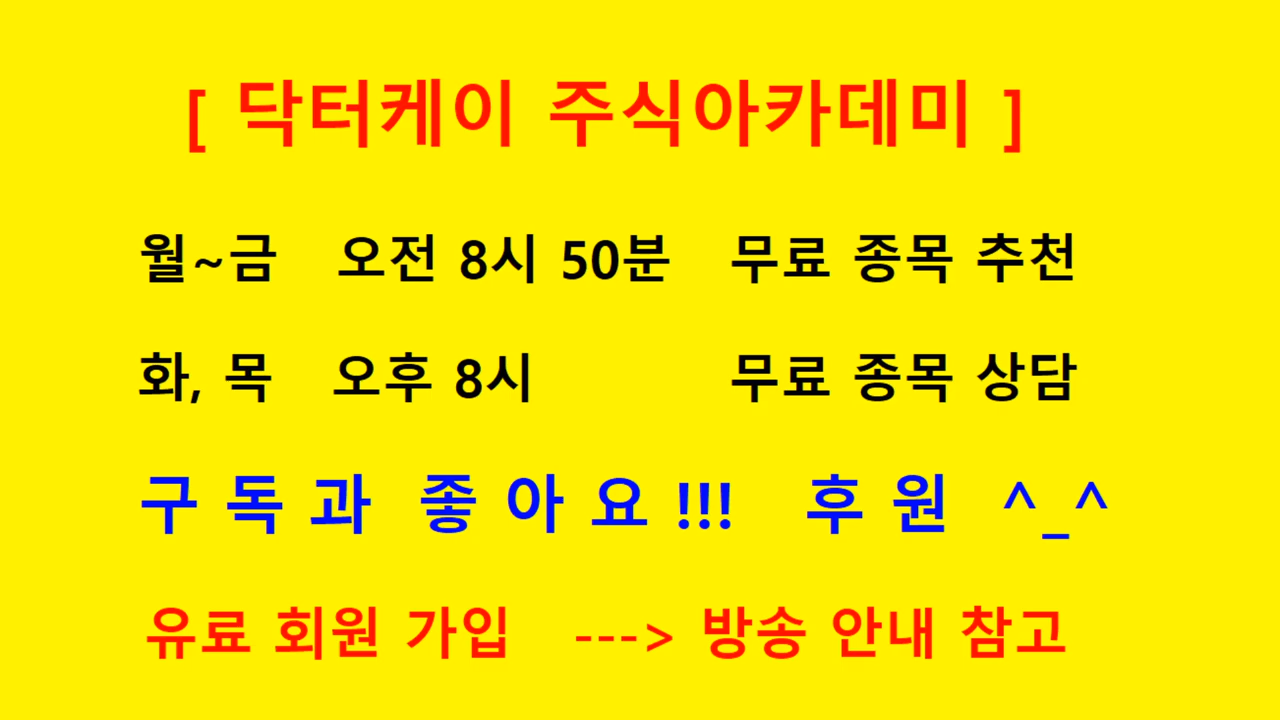 [ 닥터케이 주식아카데미 ]
월~금 오전 8시 50분 무료 종목 추천
화, 목 오후 8시 무료 종목 상담
구 독 과 좋 아 요 !!! 후 원 ^_^
유료 회원 가입 ---> 방송 안내 참고